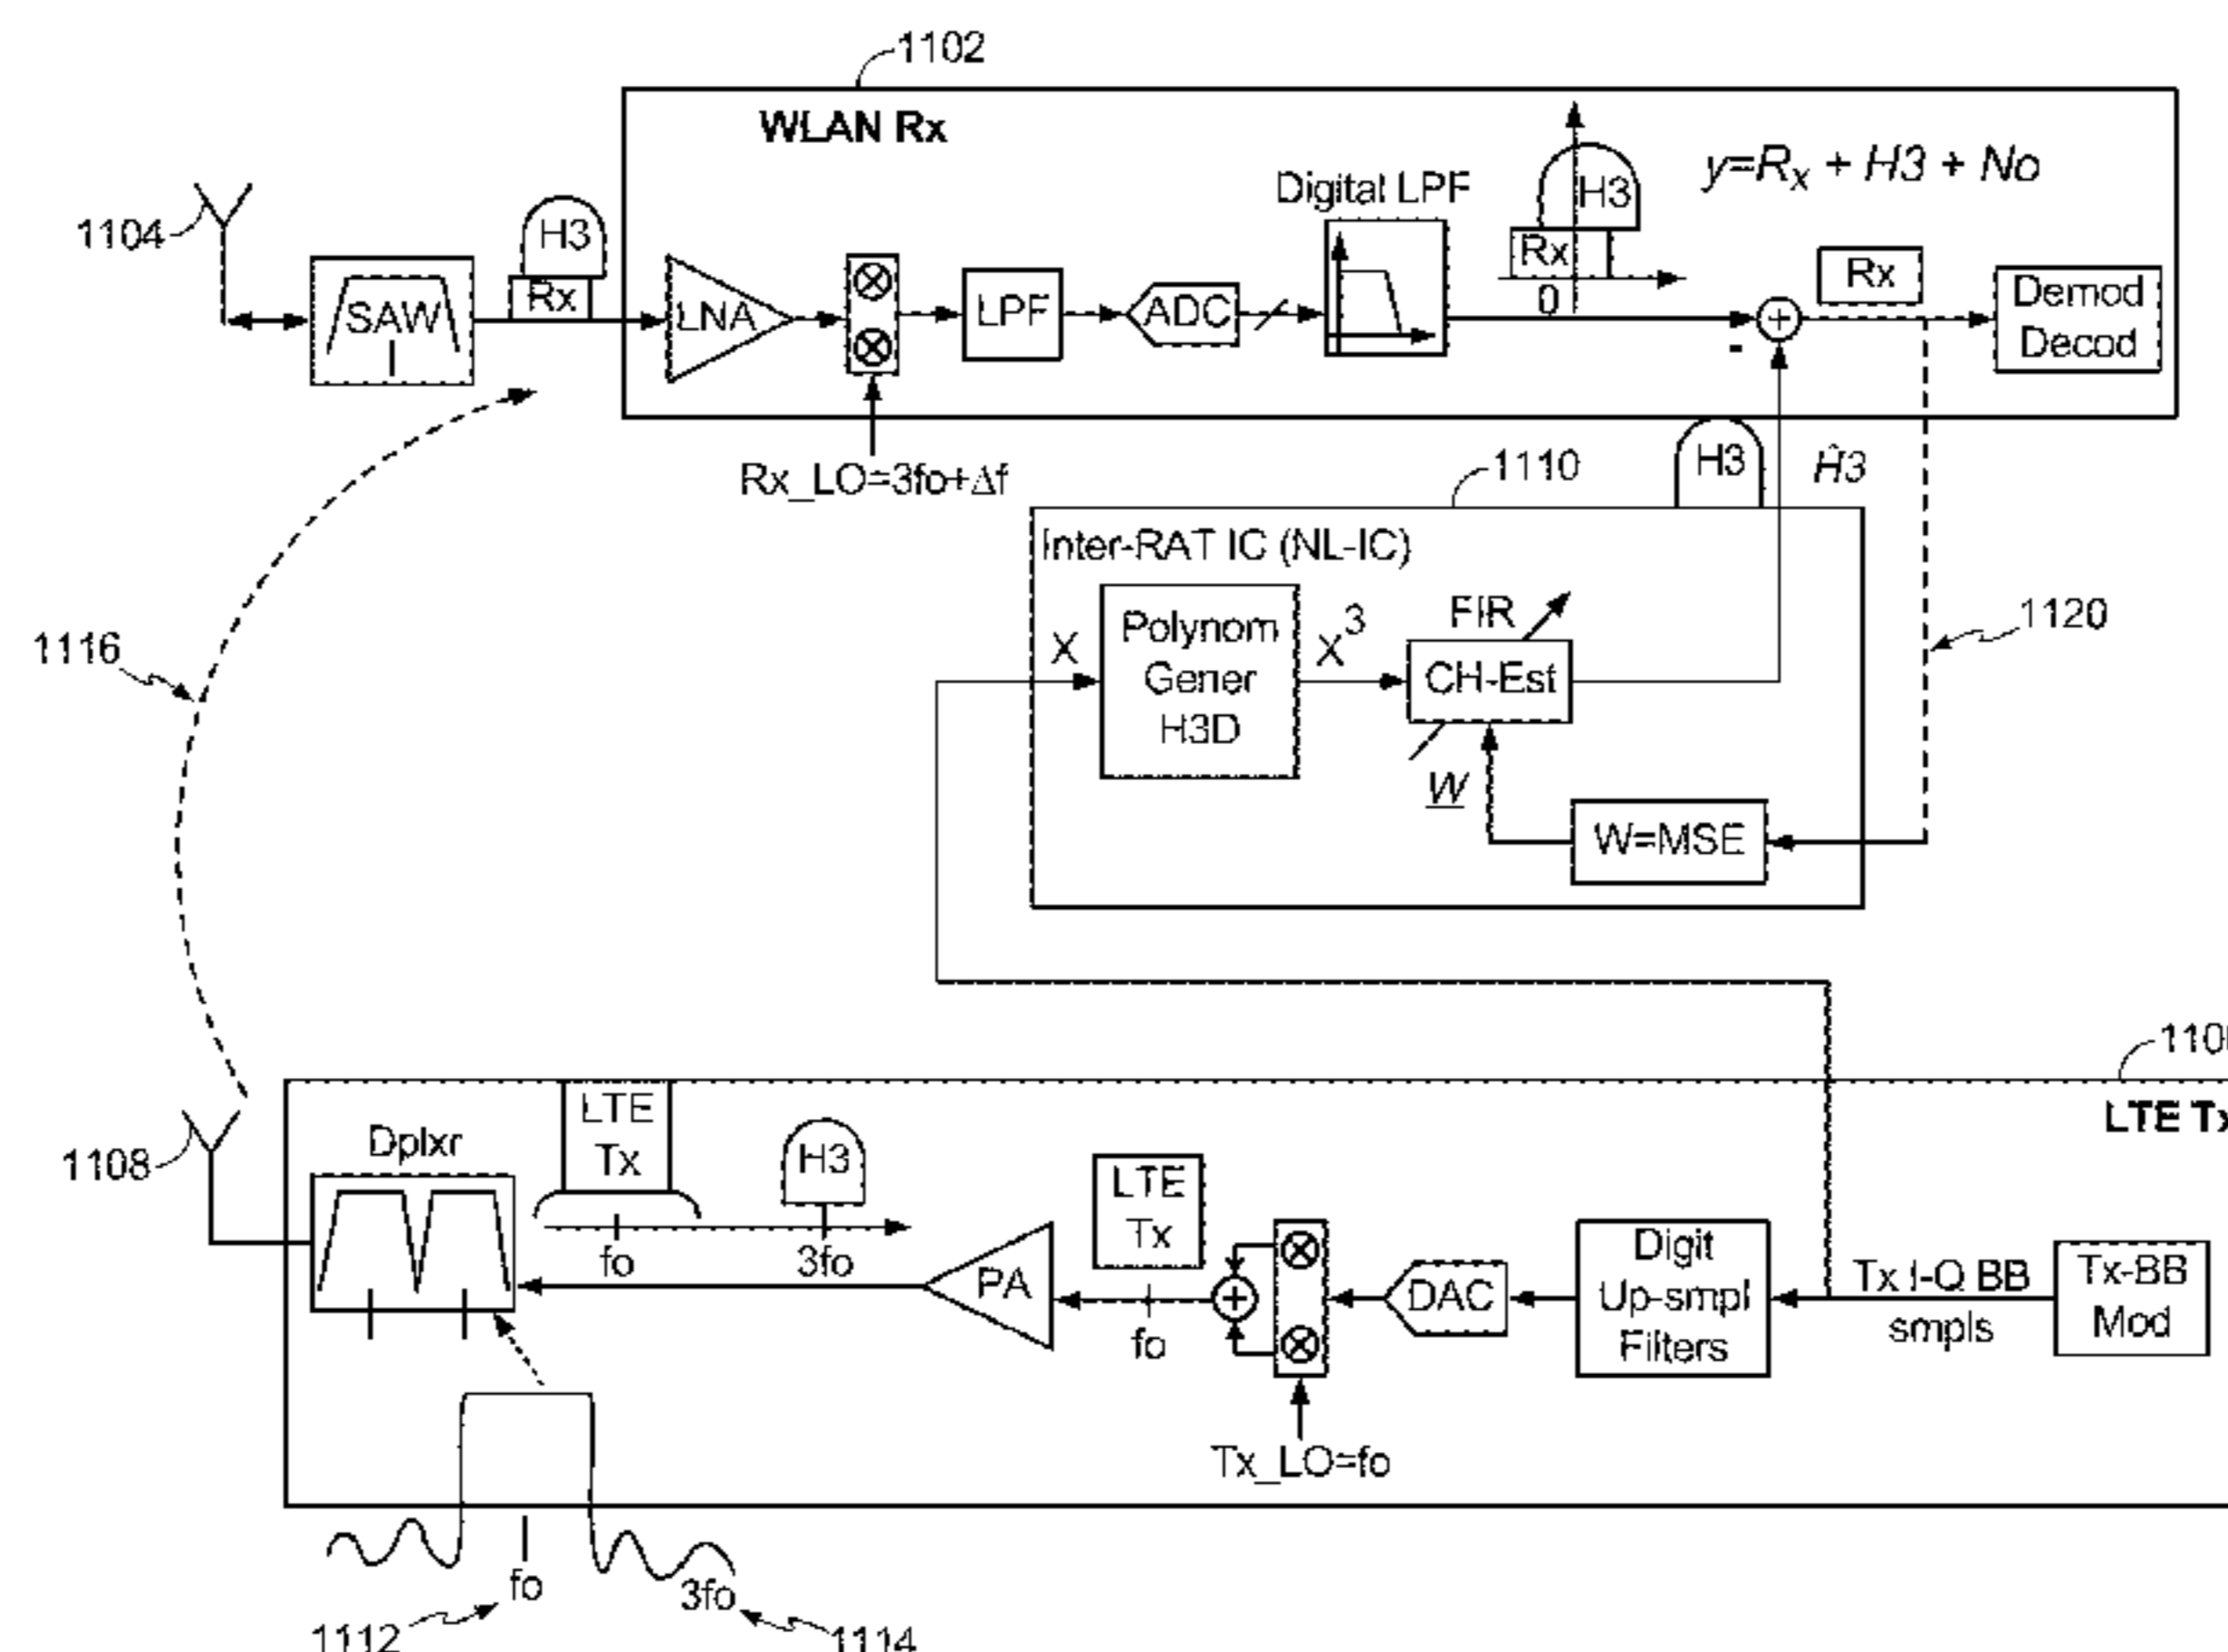 1102
WLAN Rx
y=Rx + H3 + No
Digital LPF
H3
Rx
0
1104
H3
Rx
SAW
LNA
LPF
ADC
Rx
Demod
Decod
+
-
Rx_LO=3fo+Δf
1110
H3
Ĥ3
Inter-RAT IC (NL-IC)
X
Polynom
Gener
H3D
X³
FIR
CH-Est
W
W=MSE
1120
1116
LTE Tx
1108
Dplxr
LTE
Tx
H3
fo
3fo
PA
LTE
Tx
fo
+
DAC
Digit
Up-smpl
Filters
Tx I-Q BB
smpls
Tx-BB
Mod
Tx_LO=fo
fo
3fo
1112
1114